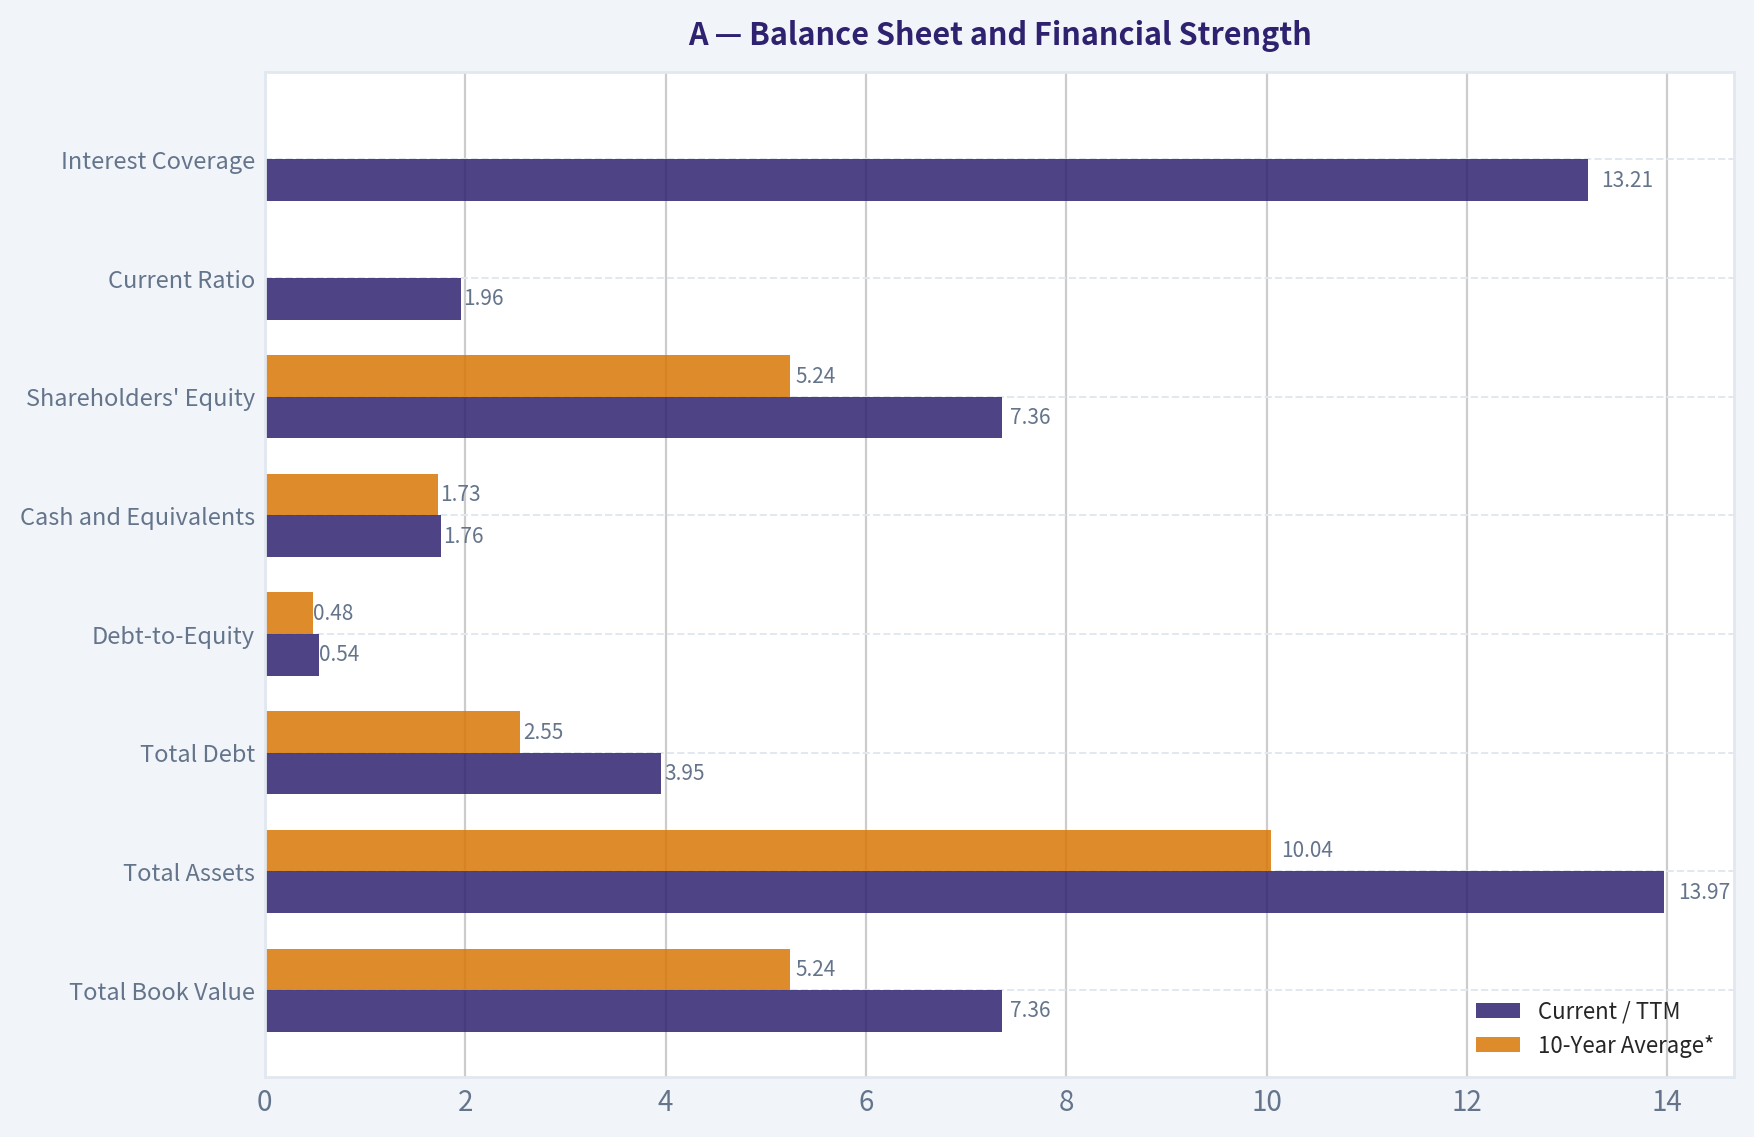 A — Balance Sheet and Financial Strength
Interest Coverage
13.21
Current Ratio
1.96
5.24
Shareholders' Equity
7.36
1.73
Cash and Equivalents
1.76
0.48
Debt-to-Equity
0.54
2.55
Total Debt
3.95
10.04
Total Assets
13.97
5.24
Total Book Value
7.36
Current / TTM
10-Year Average*
0 2 4 6 8 10 12 14